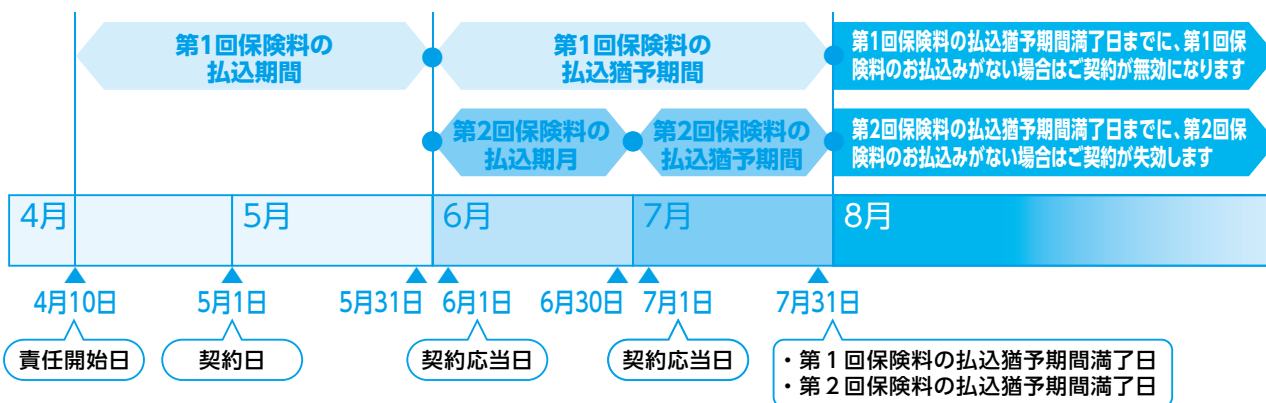 第1回保険料の
払込期間
第1回保険料の
払込猶予期間
第1回保険料の払込猶予期間満了日までに、第1回保
険料のお払込みがない場合はご契約が無効になります
第2回保険料の
払込期月
第2回保険料の
払込猶予期間
第2回保険料の払込猶予期間満了日までに、第2回保
険料のお払込みがない場合はご契約が失効します
4月 5月 6月 7月 8月
4月10日 5月1日 5月31日 6月1日 6月30日 7月1日 7月31日
責任開始日 契約日 契約応当日 契約応当日
・第1回保険料の払込猶予期間満了日
・第2回保険料の払込猶予期間満了日